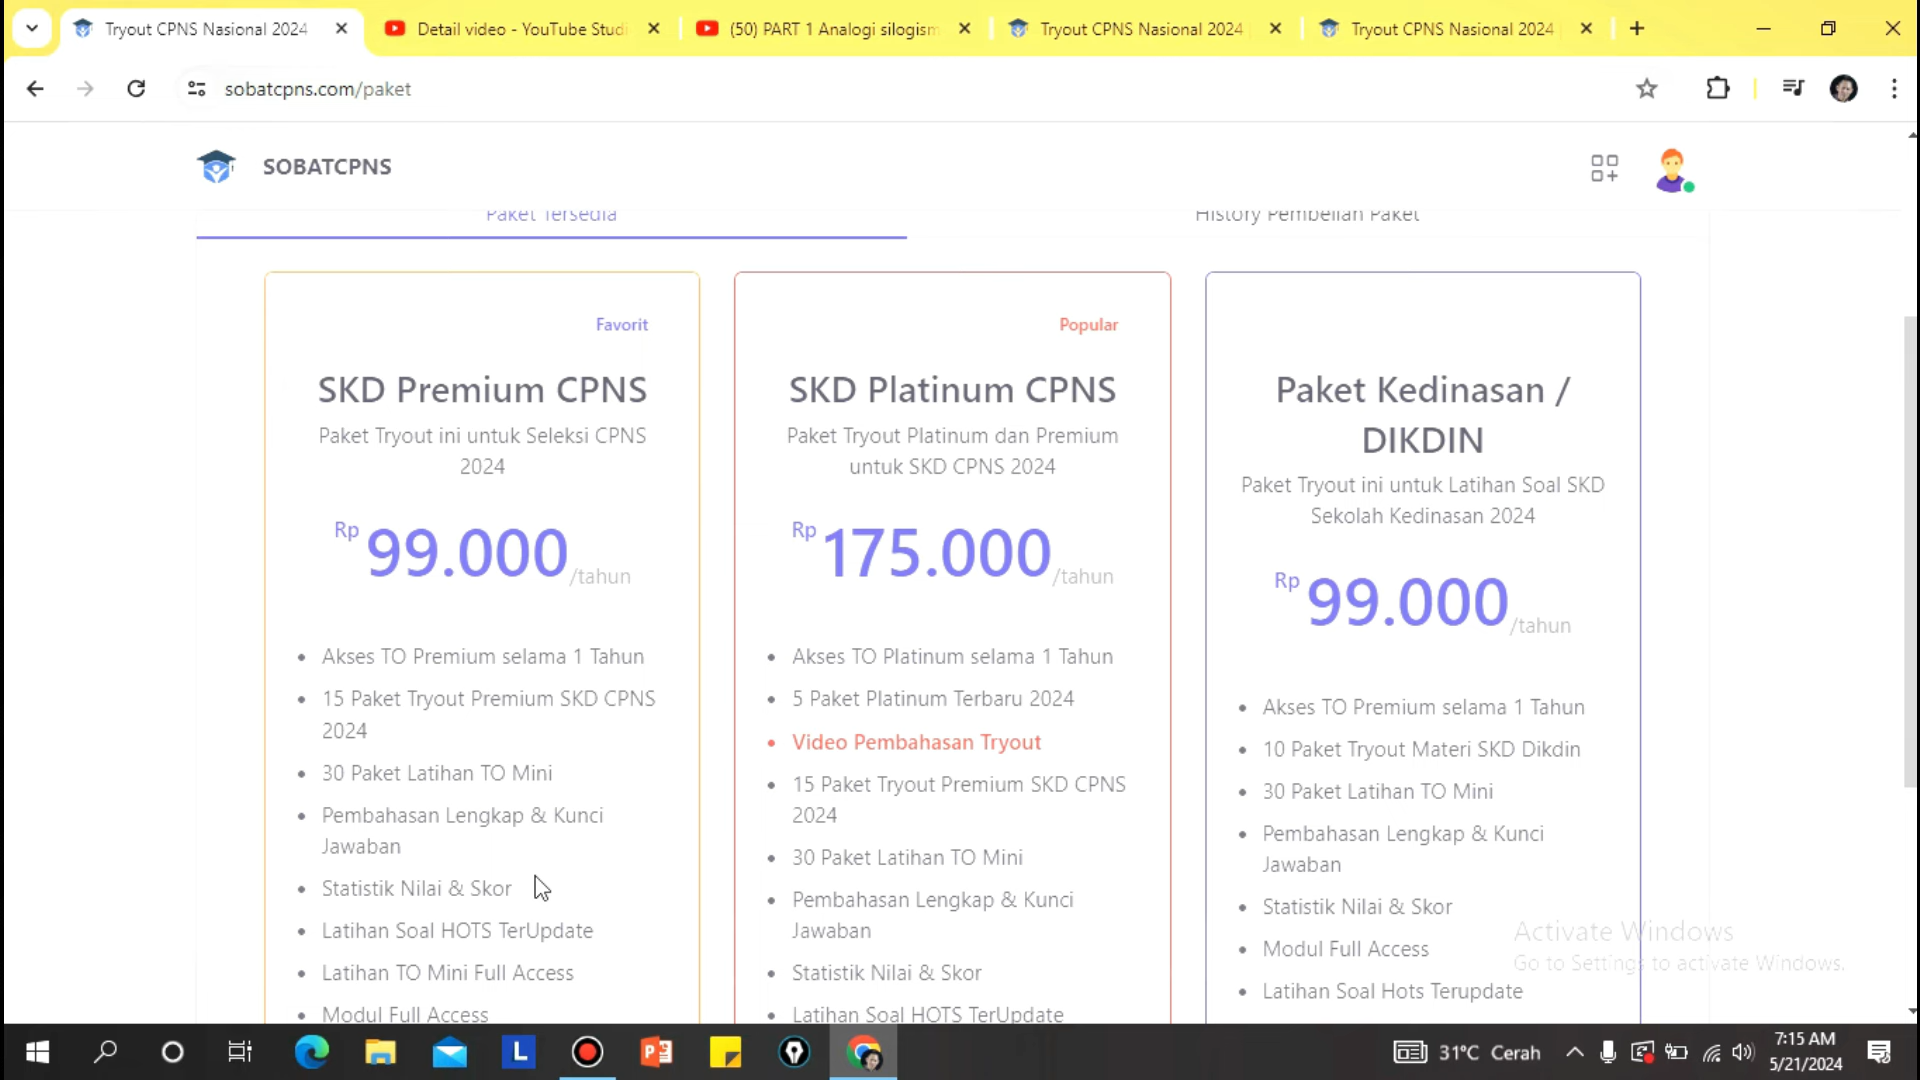 Tryout CPNS Nasional 2024
Detail video - YouTube Studi
(50) PART 1 Analogi silogism
Tryout CPNS Nasional 2024
Tryout CPNS Nasional 2024
sobatcpns.com/paket
SOBATCPNS
Paket Tersedia
History Pembelian Paket
Favorit
SKD Premium CPNS
Paket Tryout ini untuk Seleksi CPNS
2024
Rp 99.000 /tahun
• Akses TO Premium selama 1 Tahun
• 15 Paket Tryout Premium SKD CPNS
2024
• 30 Paket Latihan TO Mini
• Pembahasan Lengkap & Kunci
Jawaban
• Statistik Nilai & Skor
• Latihan Soal HOTS TerUpdate
• Latihan TO Mini Full Access
• Modul Full Access
Popular
SKD Platinum CPNS
Paket Tryout Platinum dan Premium
untuk SKD CPNS 2024
Rp 175.000 /tahun
• Akses TO Platinum selama 1 Tahun
• 5 Paket Platinum Terbaru 2024
• Video Pembahasan Tryout
• 15 Paket Tryout Premium SKD CPNS
2024
• 30 Paket Latihan TO Mini
• Pembahasan Lengkap & Kunci
Jawaban
• Statistik Nilai & Skor
• Latihan Soal HOTS TerUpdate
Paket Kedinasan /
DIKDIN
Paket Tryout ini untuk Latihan Soal SKD
Sekolah Kedinasan 2024
Rp 99.000 /tahun
• Akses TO Premium selama 1 Tahun
• 10 Paket Tryout Materi SKD Dikdin
• 30 Paket Latihan TO Mini
• Pembahasan Lengkap & Kunci
Jawaban
• Statistik Nilai & Skor
• Modul Full Access
• Latihan Soal Hots Terupdate
Activate Windows
Go to Settings to activate Windows.
L
31°C Cerah
7:15 AM
5/21/2024